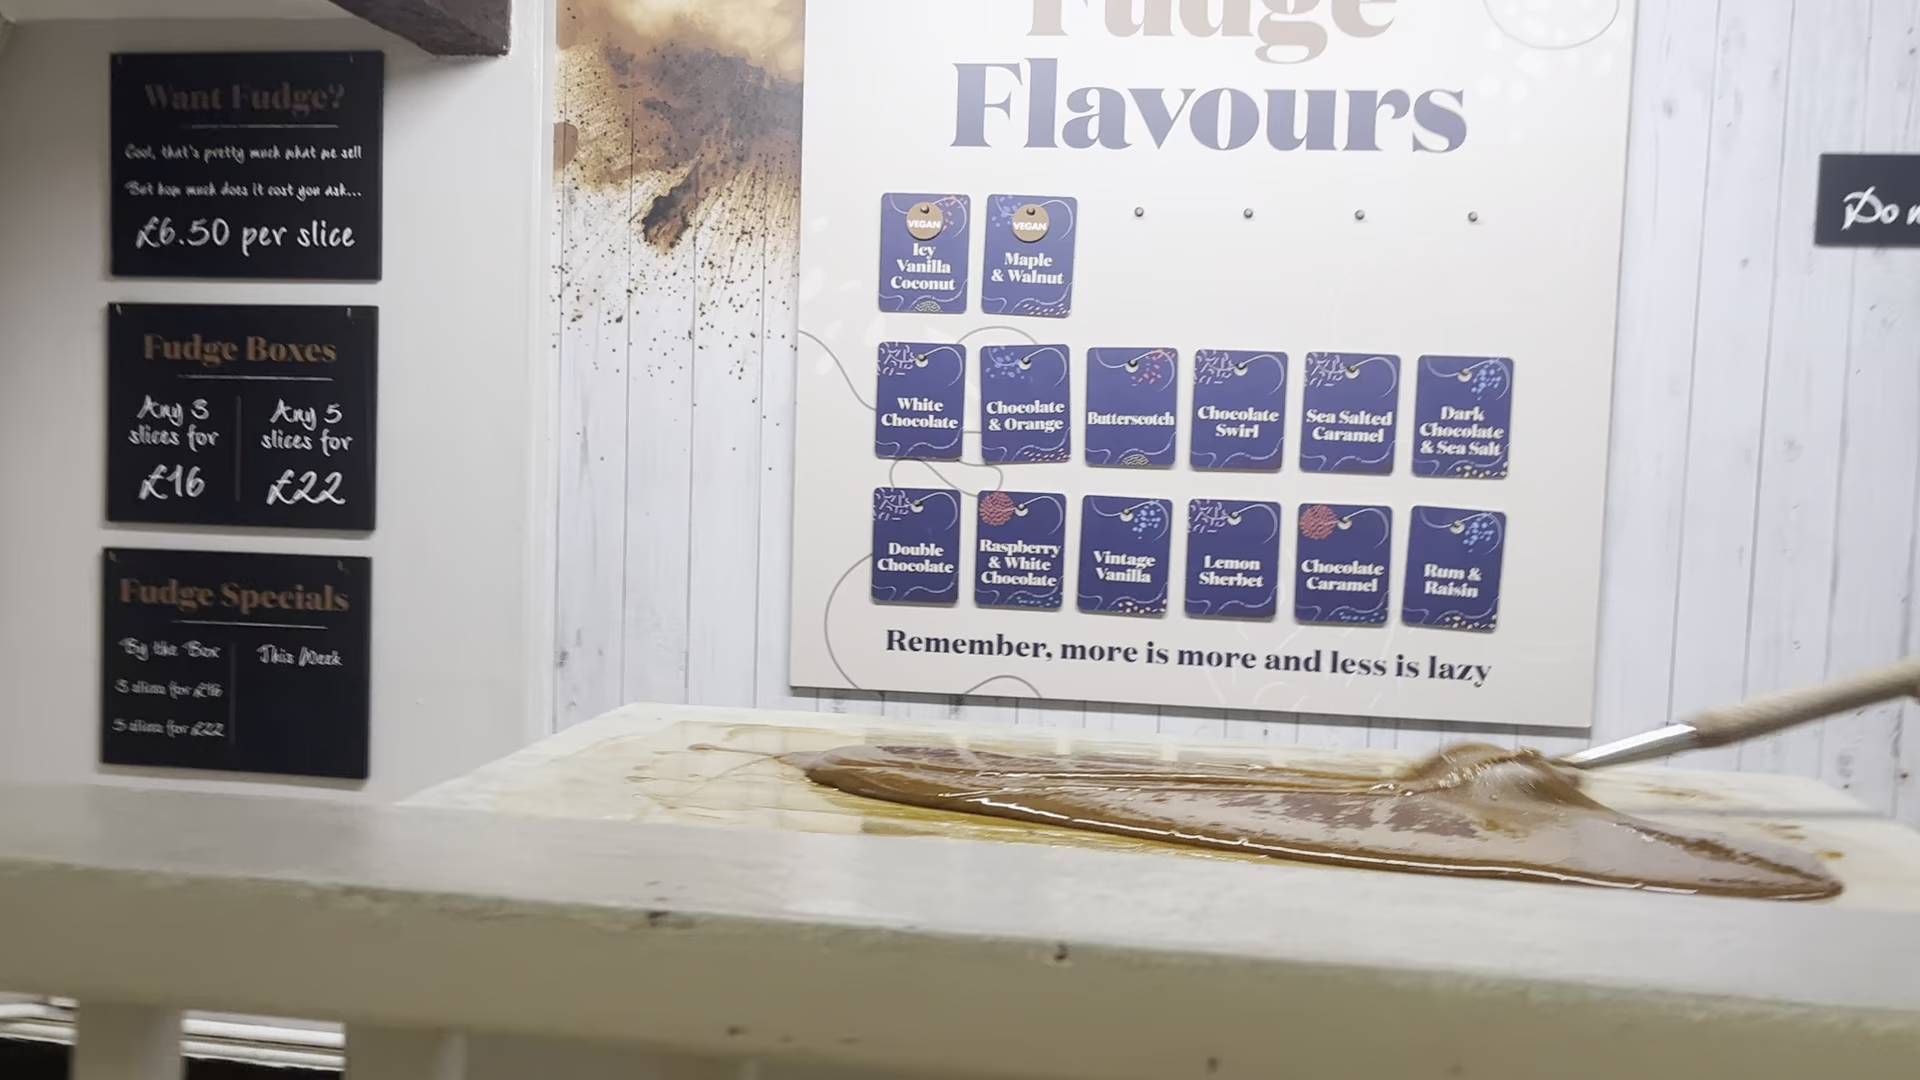 Want Fudge?
Cool, that's pretty much what we sell
But how much does it cost you ask...
£6.50 per slice
Fudge Boxes
Any 3
slices for
£16
Any 5
slices for
£22
Fudge Specials
By the Box
3 slices for £16
5 slices for £22
This Week
Fudge
Flavours
VEGAN
Icy
Vanilla
Coconut
VEGAN
Maple
& Walnut
White
Chocolate
Chocolate
& Orange
Butterscotch
Chocolate
Swirl
Sea Salted
Caramel
Dark
Chocolate
& Sea Salt
Double
Chocolate
Raspberry
& White
Chocolate
Vintage
Vanilla
Lemon
Sherbet
Chocolate
Caramel
Rum &
Raisin
Remember, more is more and less is lazy
Do